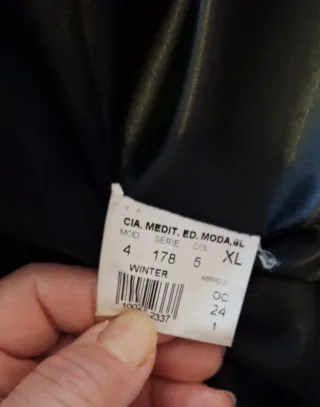 CIA. MEDIT. ED. MODA, SL
MOD. SERIE COL.
4 178 5 XL
WINTER
OC
24
1